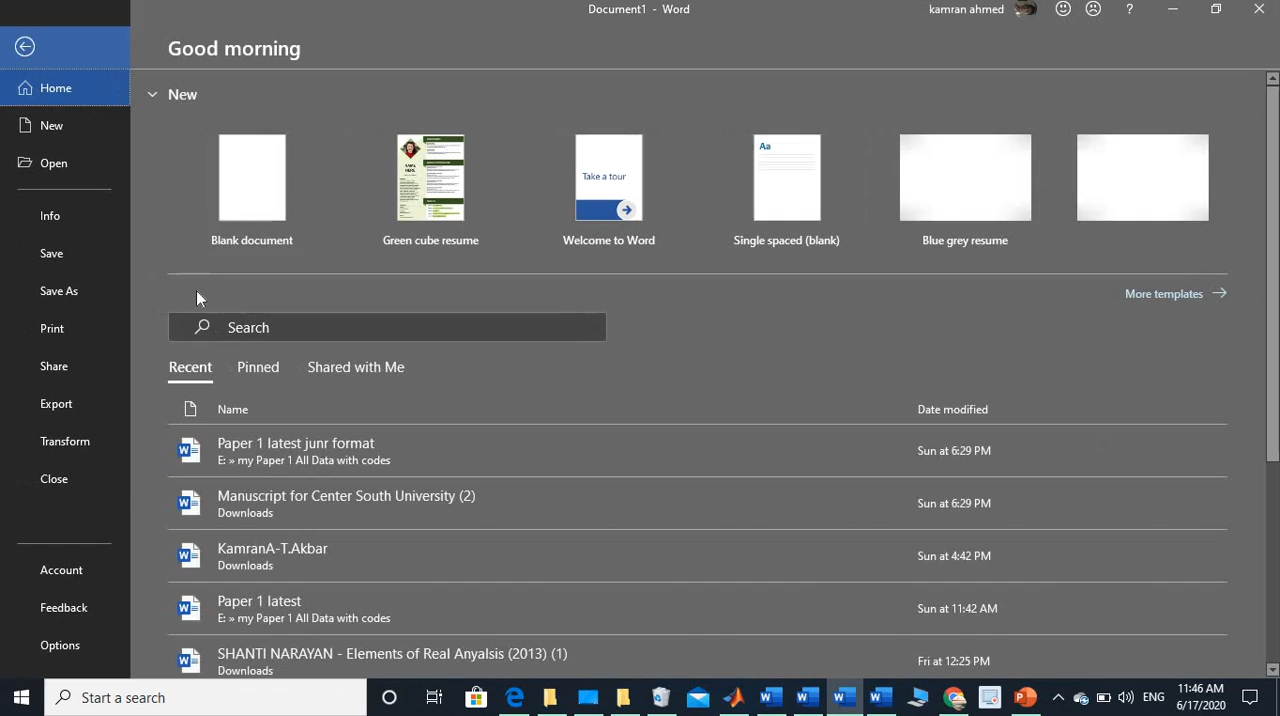 Document1 - Word
kamran ahmed
?
Good morning
Home
New
Open
Info
Save
Save As
Print
Share
Export
Transform
Close
Account
Feedback
Options
New
Aa
Take a tour
Blank document
Green cube resume
Welcome to Word
Single spaced (blank)
Blue grey resume
More templates
Search
Recent Pinned Shared with Me
Name Date modified
Paper 1 latest junr format
E: » my Paper 1 All Data with codes
Sun at 6:29 PM
Manuscript for Center South University (2)
Downloads
Sun at 6:29 PM
KamranA-T.Akbar
Downloads
Sun at 4:42 PM
Paper 1 latest
E: » my Paper 1 All Data with codes
Sun at 11:42 AM
SHANTI NARAYAN - Elements of Real Anyalsis (2013) (1)
Downloads
Fri at 12:25 PM
Start a search
ENG
11:46 AM
6/17/2020